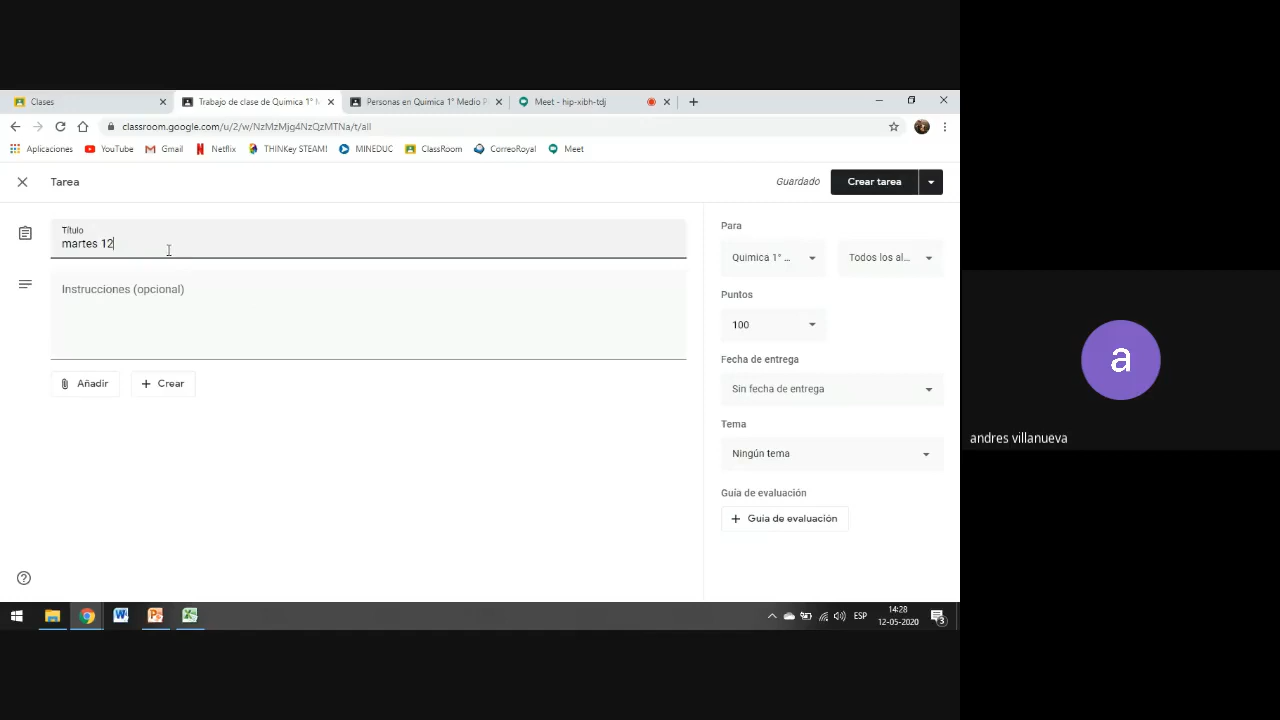 Clases
Trabajo de clase de Quimica 1° M
Personas en Quimica 1° Medio P
Meet - hip-xibh-tdj
classroom.google.com/u/2/w/NzMzMjg4NzQzMTNa/t/all
Aplicaciones YouTube Gmail Netflix THINKey STEAM! MINEDUC ClassRoom CorreoRoyal Meet
Tarea
Guardado
Crear tarea
Título
martes 12
Instrucciones (opcional)
Añadir
+ Crear
Para
Quimica 1° ...
Todos los al...
Puntos
100
Fecha de entrega
Sin fecha de entrega
Tema
Ningún tema
Guía de evaluación
+ Guía de evaluación
a
andres villanueva
ESP
14:28
12-05-2020
3